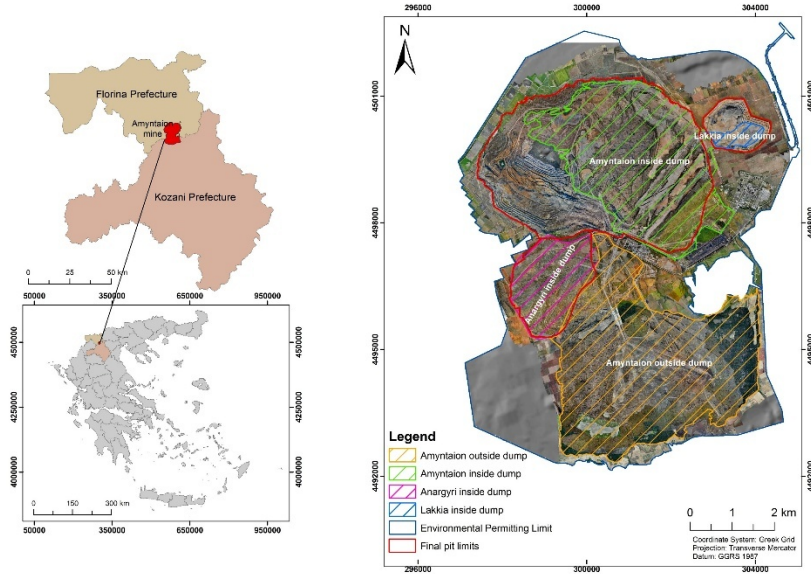 Florina Prefecture
Amyntaion
mine
Kozani Prefecture
0 25 50 km
50000 350000 650000 950000
4500000
4500000
4250000
4250000
4000000
4000000
0 150 300 km
50000 350000 650000 950000
296000 300000 304000
N
4501000
4501000
Lakkia inside dump
Amyntaion inside dump
4498000
4498000
Anargyri inside dump
4495000
4495000
Amyntaion outside dump
Legend
Amyntaion outside dump
Amyntaion inside dump
Anargyri inside dump
Lakkia inside dump
Environmental Permitting Limit
Final pit limits
4492000
4492000
0 1 2 km
Coordinate System: Greek Grid
Projection: Transverse Mercator
Datum: GGRS 1987
296000 300000 304000